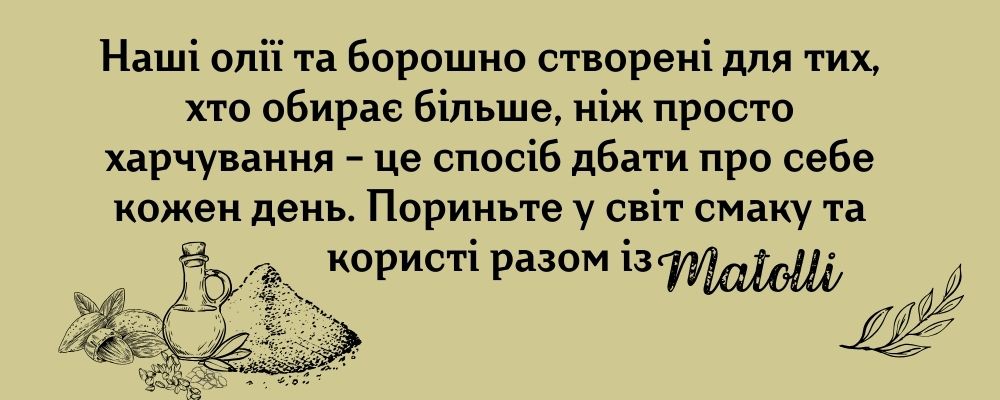 Наші олії та борошно створені для тих,
хто обирає більше, ніж просто
харчування – це спосіб дбати про себе
кожен день. Пориньте у світ смаку та
користі разом із Matolli